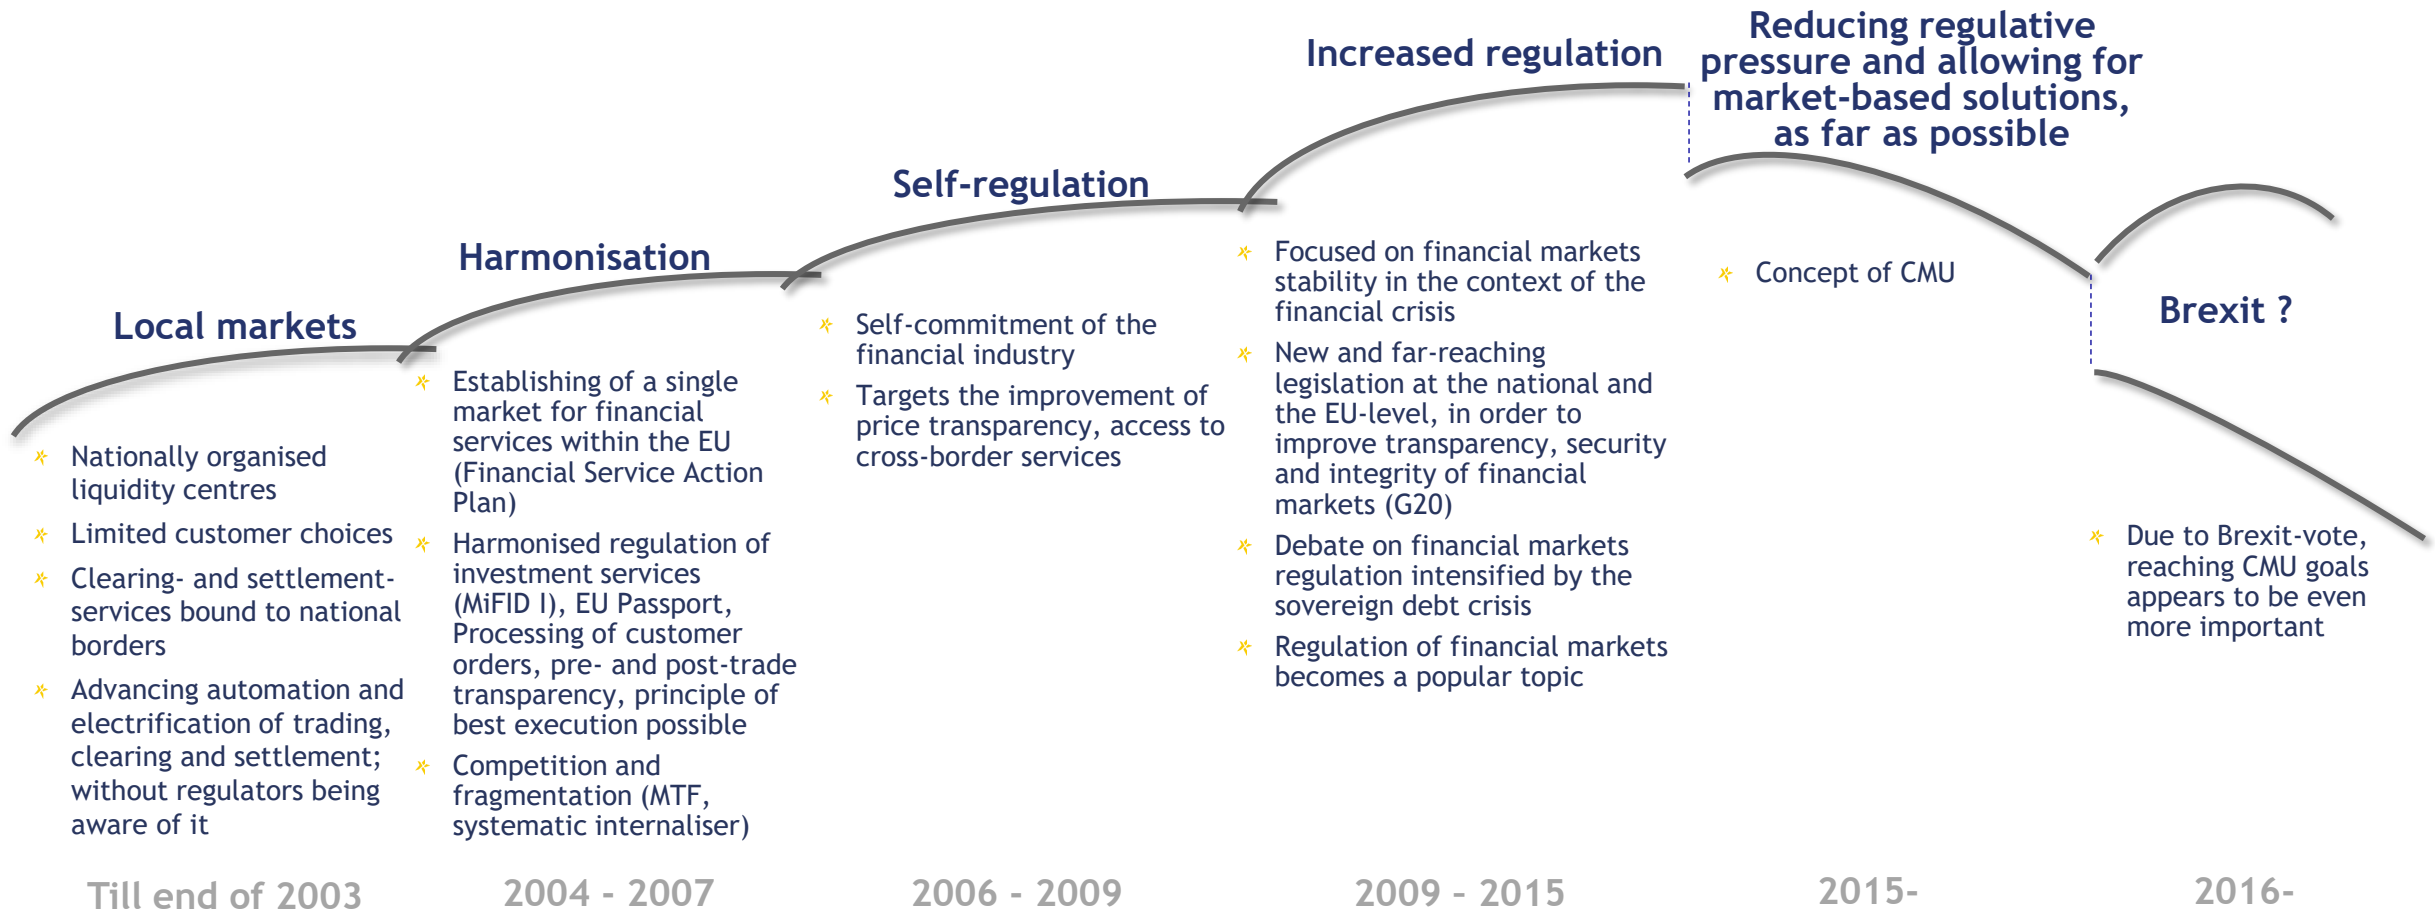 Local markets
Nationally organised
liquidity centres
Limited customer choices
Clearing- and settlement-
services bound to national
borders
Advancing automation and
electrification of trading,
clearing and settlement;
without regulators being
aware of it
Till end of 2003
Harmonisation
Establishing of a single
market for financial
services within the EU
(Financial Service Action
Plan)
Harmonised regulation of
investment services
(MiFID I), EU Passport,
Processing of customer
orders, pre- and post-trade
transparency, principle of
best execution possible
Competition and
fragmentation (MTF,
systematic internaliser)
2004 - 2007
Self-regulation
Self-commitment of the
financial industry
Targets the improvement of
price transparency, access to
cross-border services
2006 - 2009
Increased regulation
Focused on financial markets
stability in the context of the
financial crisis
New and far-reaching
legislation at the national and
the EU-level, in order to
improve transparency, security
and integrity of financial
markets (G20)
Debate on financial markets
regulation intensified by the
sovereign debt crisis
Regulation of financial markets
becomes a popular topic
2009 – 2015
Reducing regulative
pressure and allowing for
market-based solutions,
as far as possible
Concept of CMU
2015-
Brexit ?
Due to Brexit-vote,
reaching CMU goals
appears to be even
more important
2016-